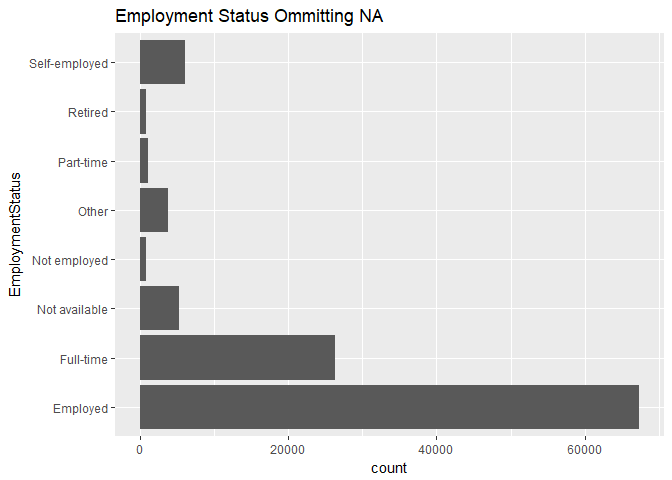 Employment Status Ommitting NA
EmploymentStatus
Self-employed
Retired
Part-time
Other
Not employed
Not available
Full-time
Employed
0 20000 40000 60000
count